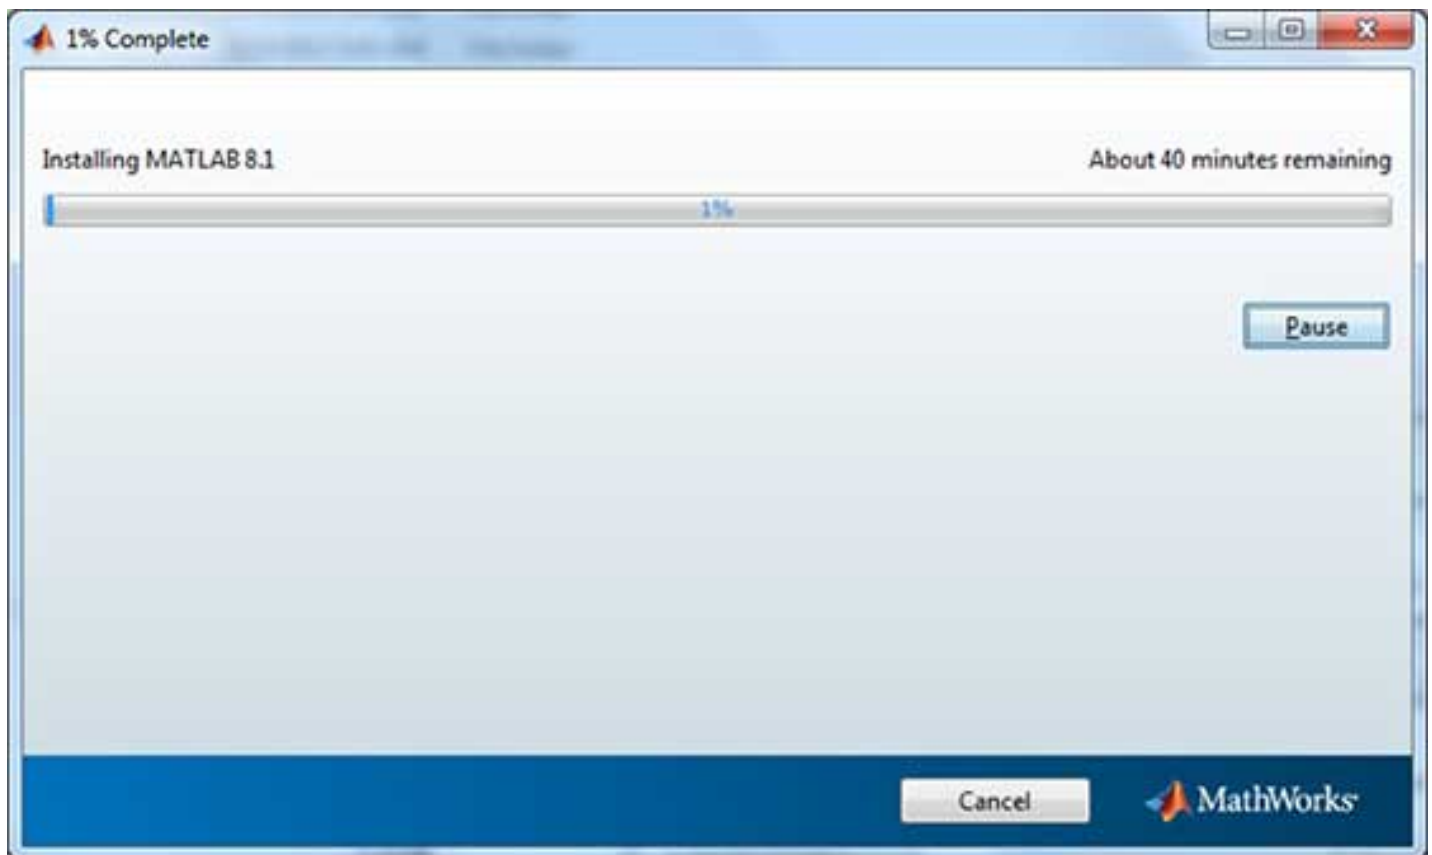 1% Complete
Installing MATLAB 8.1
About 40 minutes remaining
1%
Pause
Cancel
MathWorks